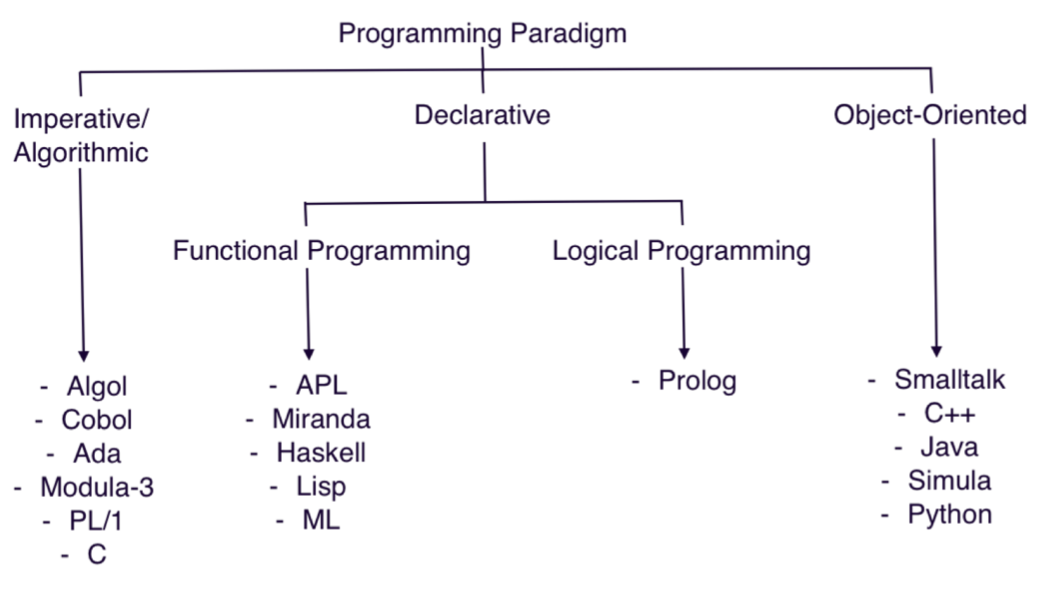 Programming Paradigm
Imperative/
Algorithmic
Declarative
Object-Oriented
Functional Programming
Logical Programming
- Algol
- Cobol
- Ada
- Modula-3
- PL/1
- C
- APL
- Miranda
- Haskell
- Lisp
- ML
- Prolog
- Smalltalk
- C++
- Java
- Simula
- Python